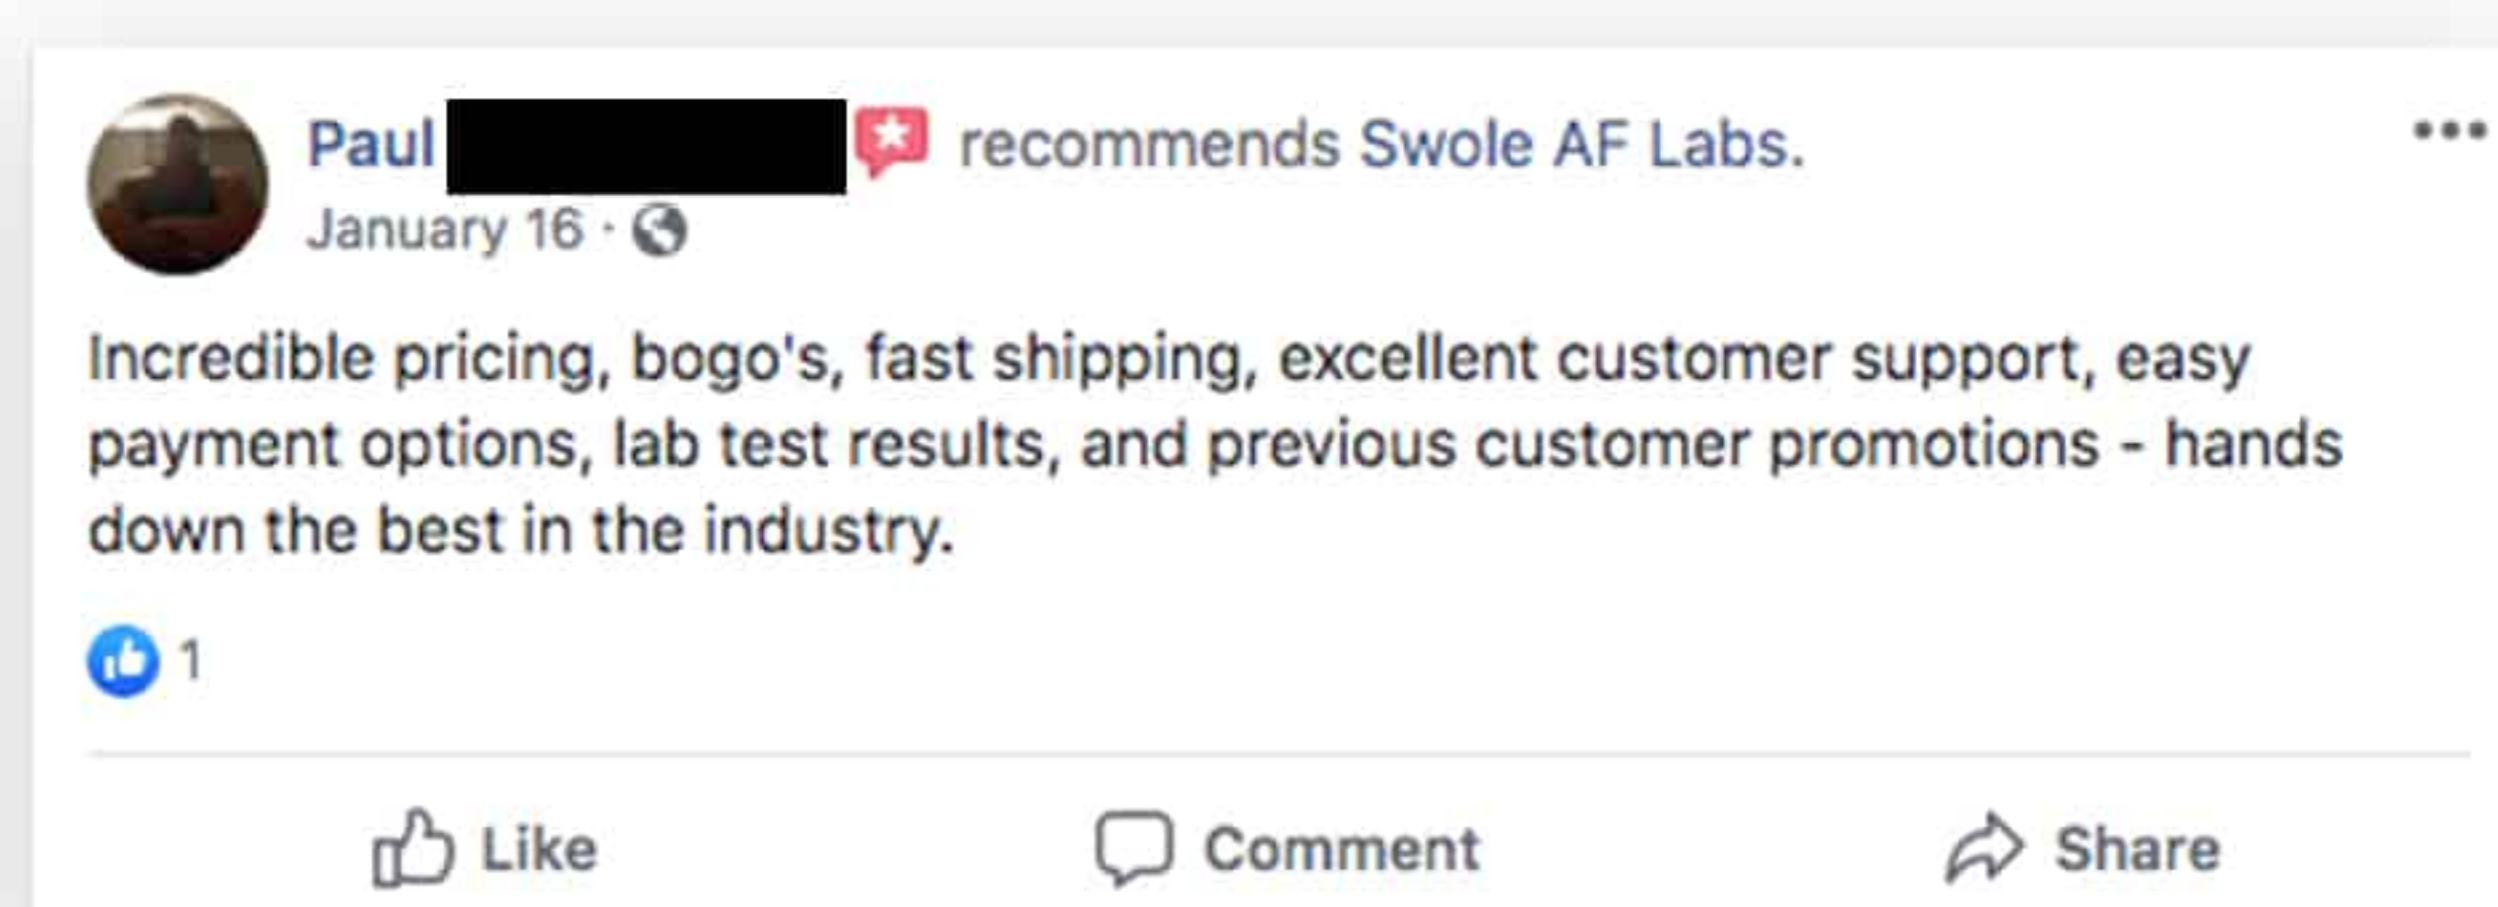 Paul recommends Swole AF Labs.
January 16 ·
Incredible pricing, bogo's, fast shipping, excellent customer support, easy
payment options, lab test results, and previous customer promotions - hands
down the best in the industry.
1
Like Comment Share